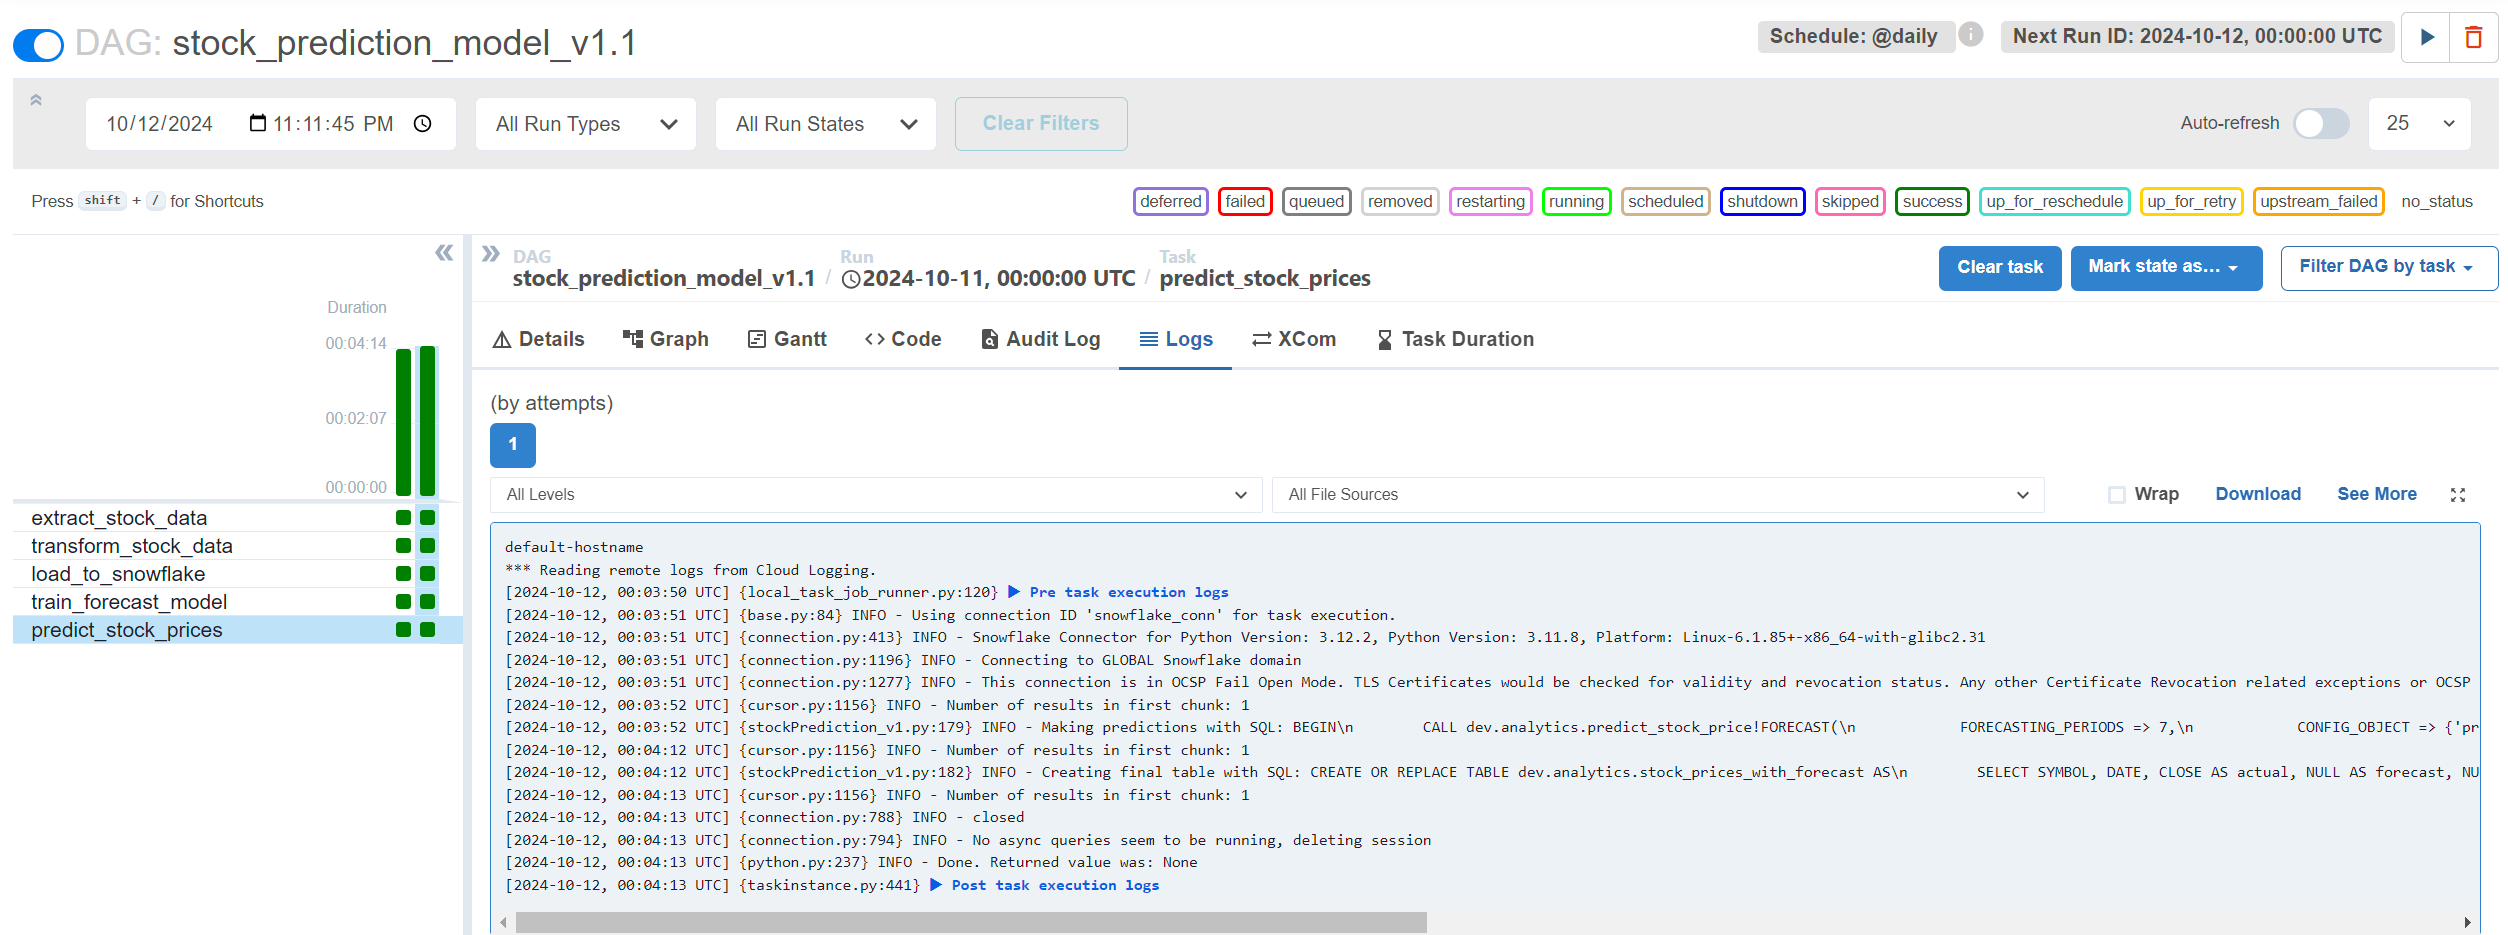 DAG: stock_prediction_model_v1.1
Schedule: @daily
Next Run ID: 2024-10-12, 00:00:00 UTC
10/12/2024 11:11:45 PM
All Run Types
All Run States
Clear Filters
Auto-refresh
25
Press shift + / for Shortcuts
deferred failed queued removed restarting running scheduled shutdown skipped success up_for_reschedule up_for_retry upstream_failed no_status
Duration
00:04:14
00:02:07
00:00:00
extract_stock_data
transform_stock_data
load_to_snowflake
train_forecast_model
predict_stock_prices
DAG Run Task
stock_prediction_model_v1.1 / 2024-10-11, 00:00:00 UTC / predict_stock_prices
Clear task
Mark state as...
Filter DAG by task
Details Graph Gantt Code Audit Log Logs XCom Task Duration
(by attempts)
1
All Levels
All File Sources
Wrap
Download
See More
default-hostname
*** Reading remote logs from Cloud Logging.
[2024-10-12, 00:03:50 UTC] {local_task_job_runner.py:120} ▶ Pre task execution logs
[2024-10-12, 00:03:51 UTC] {base.py:84} INFO - Using connection ID 'snowflake_conn' for task execution.
[2024-10-12, 00:03:51 UTC] {connection.py:413} INFO - Snowflake Connector for Python Version: 3.12.2, Python Version: 3.11.8, Platform: Linux-6.1.85+-x86_64-with-glibc2.31
[2024-10-12, 00:03:51 UTC] {connection.py:1196} INFO - Connecting to GLOBAL Snowflake domain
[2024-10-12, 00:03:51 UTC] {connection.py:1277} INFO - This connection is in OCSP Fail Open Mode. TLS Certificates would be checked for validity and revocation status. Any other Certificate Revocation related exceptions or OCSP
[2024-10-12, 00:03:52 UTC] {cursor.py:1156} INFO - Number of results in first chunk: 1
[2024-10-12, 00:03:52 UTC] {stockPrediction_v1.py:179} INFO - Making predictions with SQL: BEGIN\n CALL dev.analytics.predict_stock_price!FORECAST(\n FORECASTING_PERIODS => 7,\n CONFIG_OBJECT => {'pr
[2024-10-12, 00:04:12 UTC] {cursor.py:1156} INFO - Number of results in first chunk: 1
[2024-10-12, 00:04:12 UTC] {stockPrediction_v1.py:182} INFO - Creating final table with SQL: CREATE OR REPLACE TABLE dev.analytics.stock_prices_with_forecast AS\n SELECT SYMBOL, DATE, CLOSE AS actual, NULL AS forecast, NU
[2024-10-12, 00:04:13 UTC] {cursor.py:1156} INFO - Number of results in first chunk: 1
[2024-10-12, 00:04:13 UTC] {connection.py:788} INFO - closed
[2024-10-12, 00:04:13 UTC] {connection.py:794} INFO - No async queries seem to be running, deleting session
[2024-10-12, 00:04:13 UTC] {python.py:237} INFO - Done. Returned value was: None
[2024-10-12, 00:04:13 UTC] {taskinstance.py:441} ▶ Post task execution logs